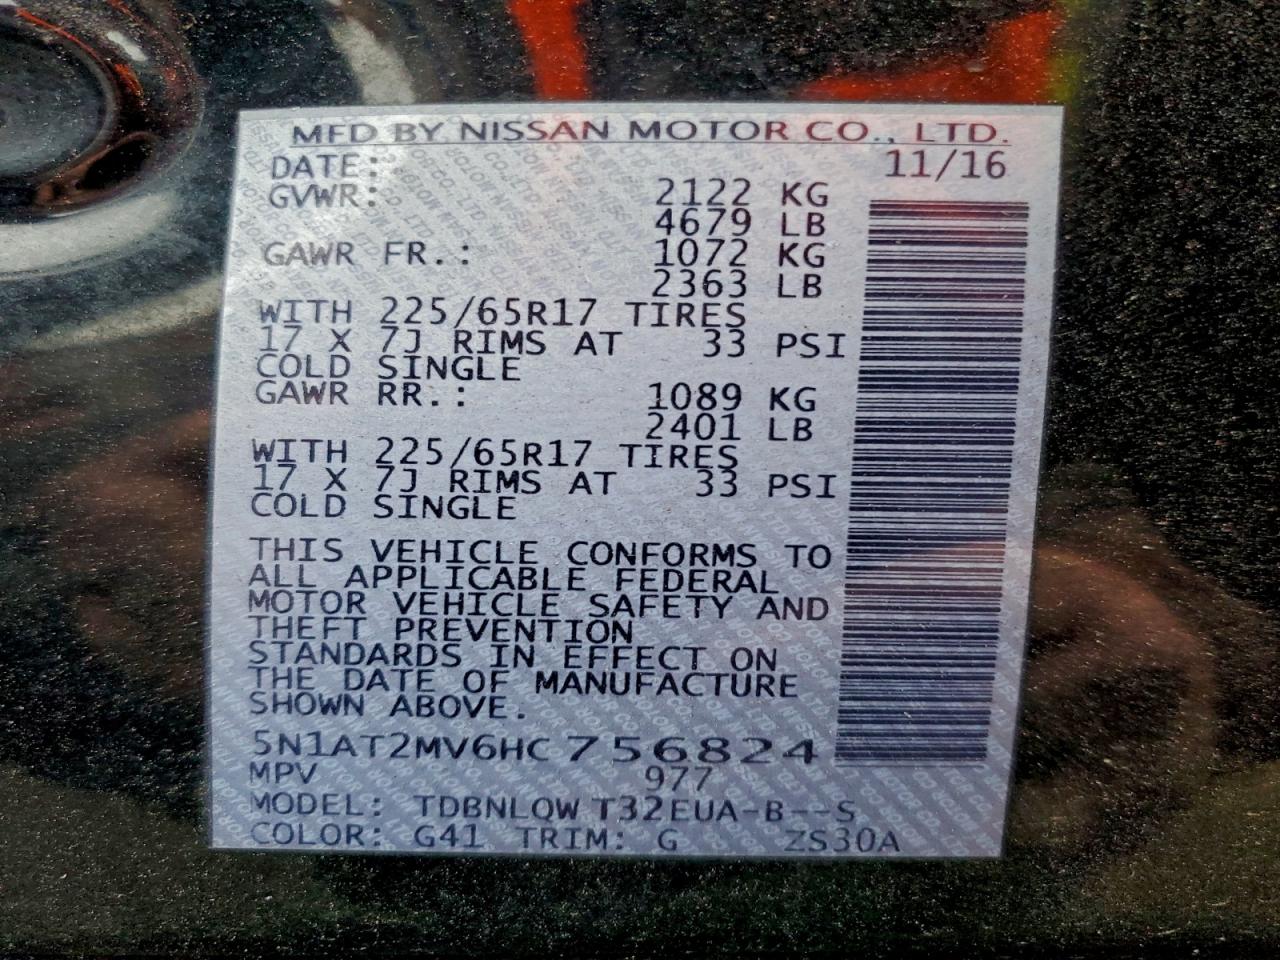 MFD BY NISSAN MOTOR CO., LTD.
DATE: 11/16
GVWR: 2122 KG
4679 LB
GAWR FR.: 1072 KG
2363 LB
WITH 225/65R17 TIRES
17 X 7J RIMS AT 33 PSI
COLD SINGLE
GAWR RR.: 1089 KG
2401 LB
WITH 225/65R17 TIRES
17 X 7J RIMS AT 33 PSI
COLD SINGLE
THIS VEHICLE CONFORMS TO
ALL APPLICABLE FEDERAL
MOTOR VEHICLE SAFETY AND
THEFT PREVENTION
STANDARDS IN EFFECT ON
THE DATE OF MANUFACTURE
SHOWN ABOVE.
5N1AT2MV6HC756824
MPV 977
MODEL: TDBNLQW T32EUA-B--S
COLOR: G41 TRIM: G ZS30A